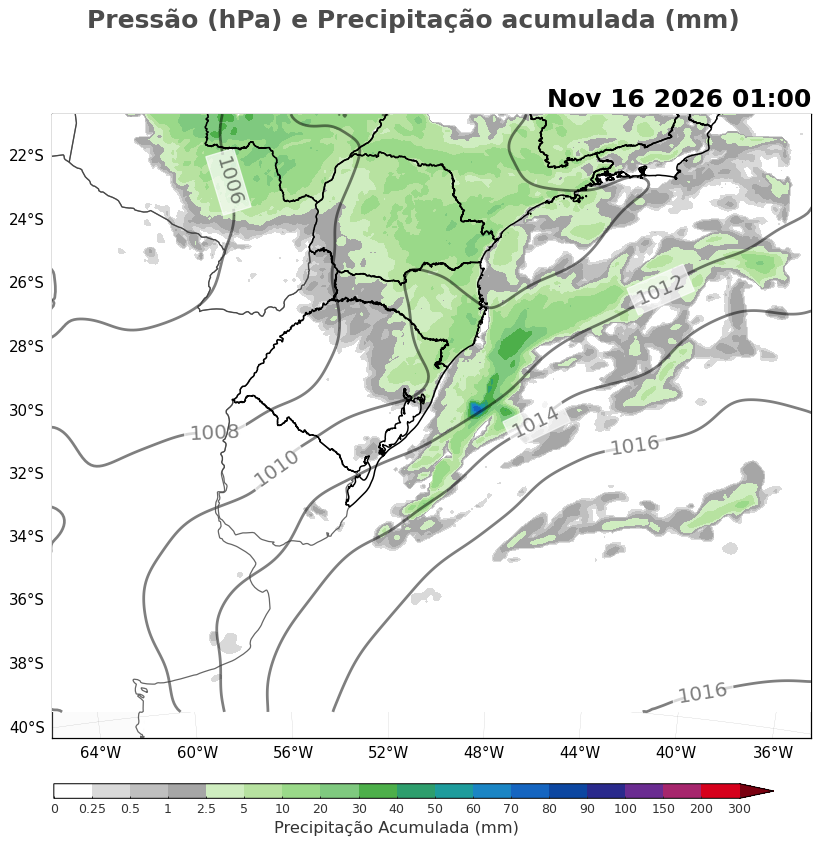 Pressão (hPa) e Precipitação acumulada (mm)
Nov 16 2026 01:00
22°S
24°S
26°S
28°S
30°S
32°S
34°S
36°S
38°S
40°S
1006
1012
1008
1014
1010
1016
1016
64°W 60°W 56°W 52°W 48°W 44°W 40°W 36°W
0 0.25 0.5 1 2.5 5 10 20 30 40 50 60 70 80 90 100 150 200 300
Precipitação Acumulada (mm)